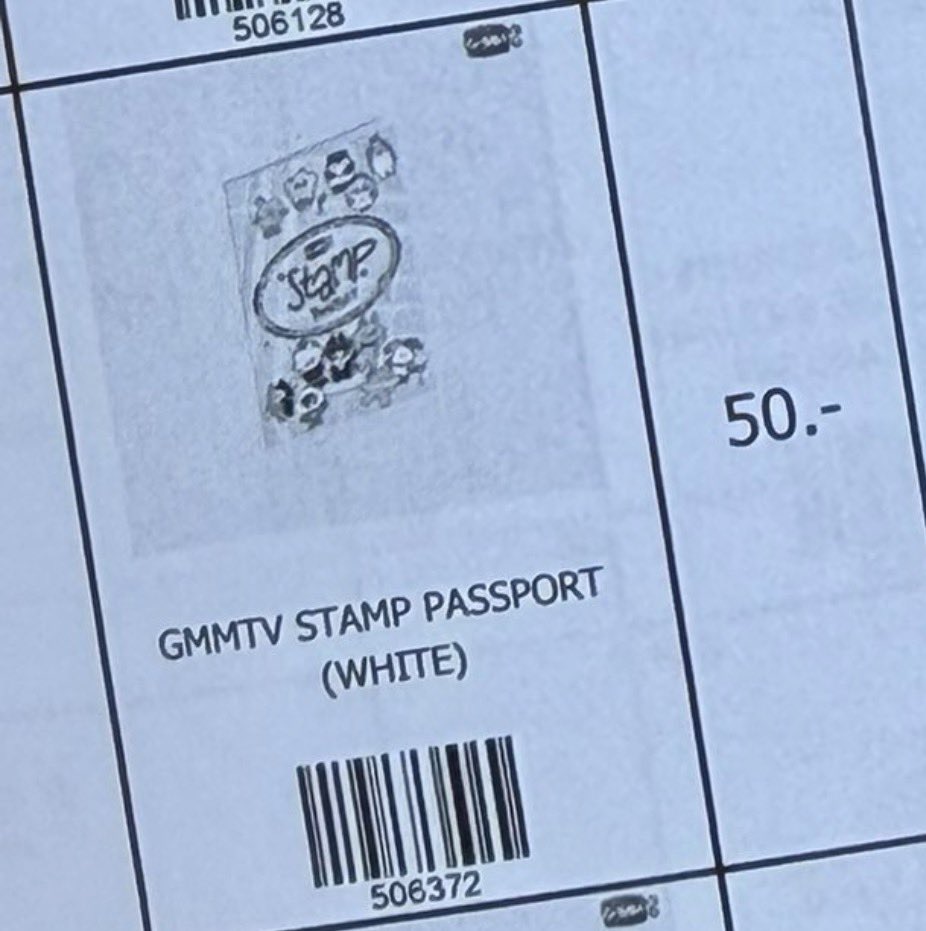 506128
Stamp
50.-
GMMTV STAMP PASSPORT
(WHITE)
506372